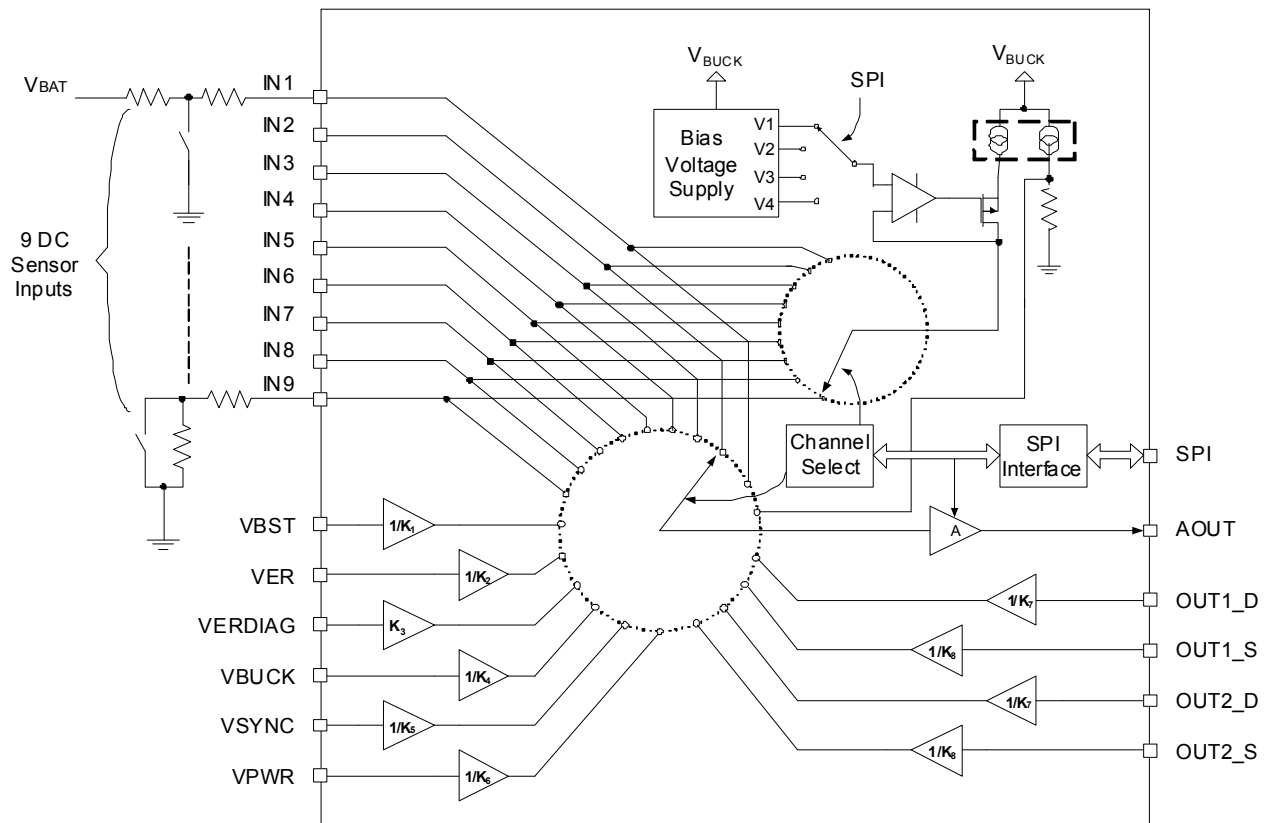 VBAT
IN1
IN2
IN3
IN4
IN5
IN6
IN7
IN8
IN9
9 DC
Sensor
Inputs
VBUCK
SPI
VBUCK
Bias
Voltage
Supply
V1
V2
V3
V4
Channel
Select
SPI
Interface
SPI
A
AOUT
VBST
1/K1
VER
1/K2
VERDIAG
K3
VBUCK
1/K4
VSYNC
1/K5
VPWR
1/K6
1/K7
OUT1_D
1/K8
OUT1_S
1/K7
OUT2_D
1/K8
OUT2_S